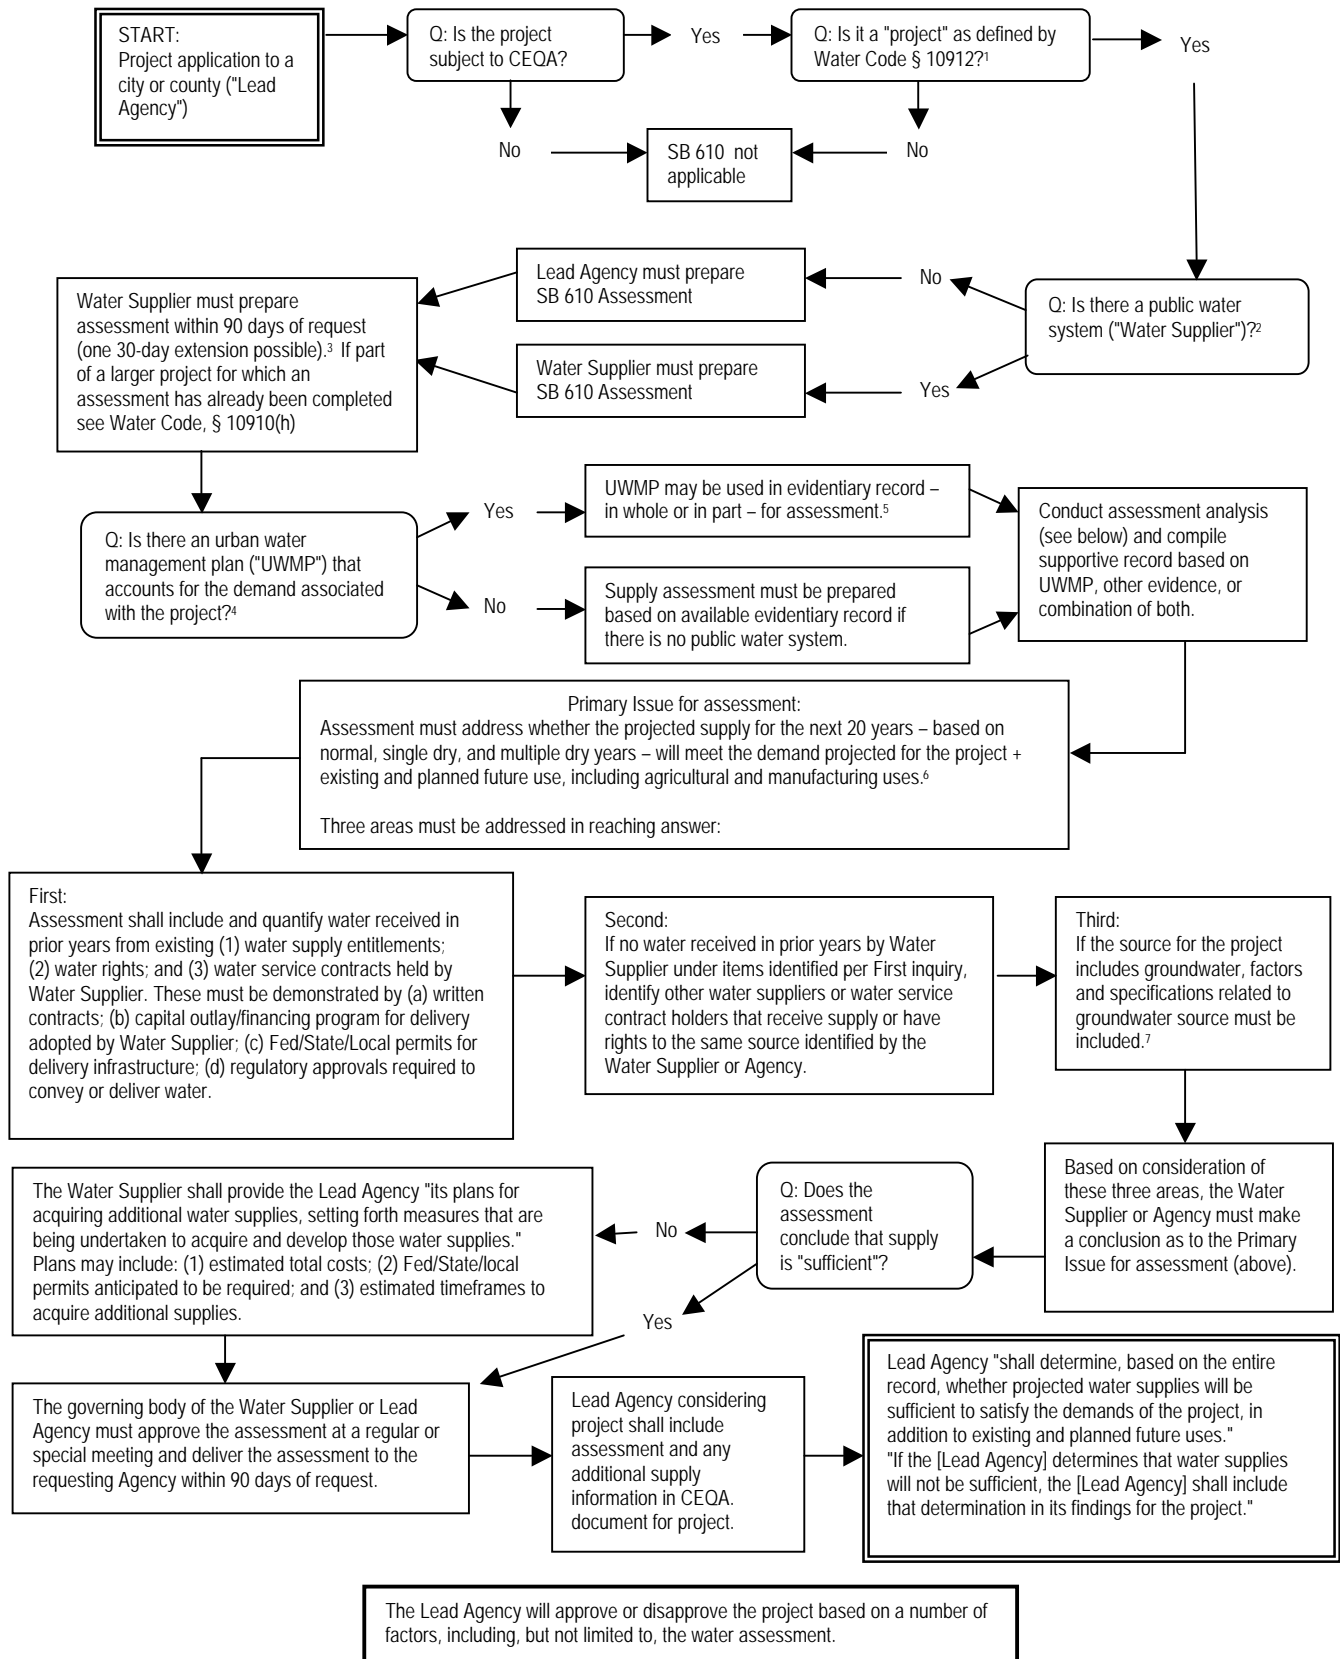 START:
Project application to a
city or county ("Lead
Agency")
Q: Is the project
subject to CEQA?
Yes
Q: Is it a "project" as defined by
Water Code § 10912?¹
Yes
No
SB 610 not
applicable
No
Lead Agency must prepare
SB 610 Assessment
No
Q: Is there a public water
system ("Water Supplier")?²
Water Supplier must prepare
assessment within 90 days of request
(one 30-day extension possible).³ If part
of a larger project for which an
assessment has already been completed
see Water Code, § 10910(h)
Water Supplier must prepare
SB 610 Assessment
Yes
Q: Is there an urban water
management plan ("UWMP") that
accounts for the demand associated
with the project?⁴
Yes
UWMP may be used in evidentiary record –
in whole or in part – for assessment.⁵
No
Supply assessment must be prepared
based on available evidentiary record if
there is no public water system.
Conduct assessment analysis
(see below) and compile
supportive record based on
UWMP, other evidence, or
combination of both.
Primary Issue for assessment:
Assessment must address whether the projected supply for the next 20 years – based on
normal, single dry, and multiple dry years – will meet the demand projected for the project +
existing and planned future use, including agricultural and manufacturing uses.⁶
Three areas must be addressed in reaching answer:
First:
Assessment shall include and quantify water received in
prior years from existing (1) water supply entitlements;
(2) water rights; and (3) water service contracts held by
Water Supplier. These must be demonstrated by (a) written
contracts; (b) capital outlay/financing program for delivery
adopted by Water Supplier; (c) Fed/State/Local permits for
delivery infrastructure; (d) regulatory approvals required to
convey or deliver water.
Second:
If no water received in prior years by Water
Supplier under items identified per First inquiry,
identify other water suppliers or water service
contract holders that receive supply or have
rights to the same source identified by the
Water Supplier or Agency.
Third:
If the source for the project
includes groundwater, factors
and specifications related to
groundwater source must be
included.⁷
Based on consideration of
these three areas, the Water
Supplier or Agency must make
a conclusion as to the Primary
Issue for assessment (above).
Q: Does the
assessment
conclude that supply
is "sufficient"?
No
Yes
The Water Supplier shall provide the Lead Agency "its plans for
acquiring additional water supplies, setting forth measures that are
being undertaken to acquire and develop those water supplies."
Plans may include: (1) estimated total costs; (2) Fed/State/local
permits anticipated to be required; and (3) estimated timeframes to
acquire additional supplies.
The governing body of the Water Supplier or Lead
Agency must approve the assessment at a regular or
special meeting and deliver the assessment to the
requesting Agency within 90 days of request.
Lead Agency considering
project shall include
assessment and any
additional supply
information in CEQA.
document for project.
Lead Agency "shall determine, based on the entire
record, whether projected water supplies will be
sufficient to satisfy the demands of the project, in
addition to existing and planned future uses."
"If the [Lead Agency] determines that water supplies
will not be sufficient, the [Lead Agency] shall include
that determination in its findings for the project."
The Lead Agency will approve or disapprove the project based on a number of
factors, including, but not limited to, the water assessment.